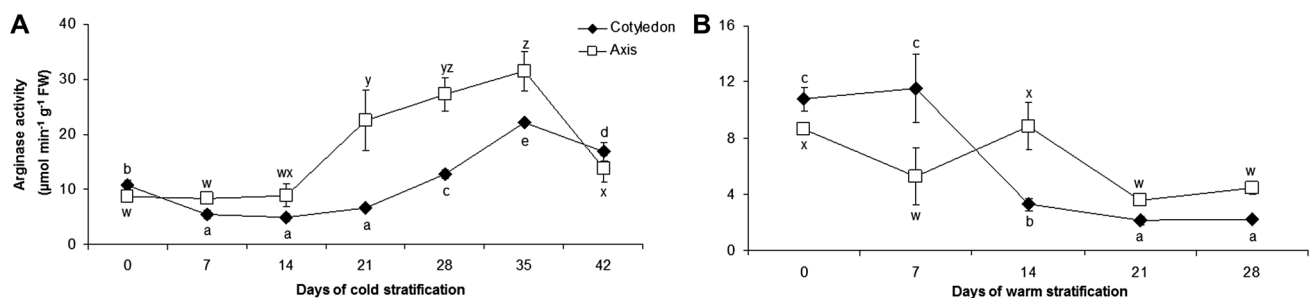 A
Arginase activity
(µmol min⁻¹ g⁻¹ FW)
40
30
20
10
0
Cotyledon
Axis
b
w
w
a
wx
a
y
a
yz
c
z
e
d
x
0 7 14 21 28 35 42
Days of cold stratification
B
16
12
8
4
0
c
x
c
w
x
b
w
a
w
a
0 7 14 21 28
Days of warm stratification